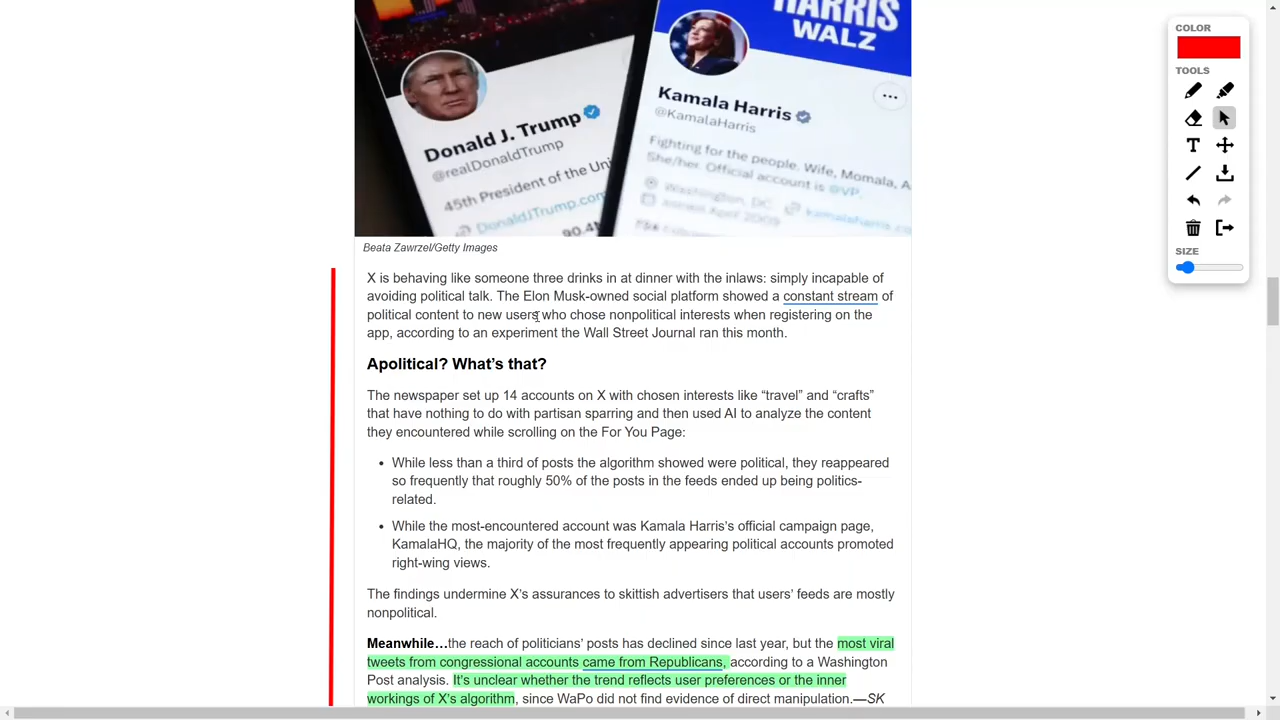 HARRIS
WALZ
Donald J. Trump
@realDonaldTrump
45th President of the Uni
DonaldJTrump.com
90.41
Kamala Harris
@KamalaHarris
Fighting for the people. Wife, Momala, A
She/her. Official account is @VP.
Washington, DC
kamalaharris.co
Beata Zawrzel/Getty Images
X is behaving like someone three drinks in at dinner with the inlaws: simply incapable of
avoiding political talk. The Elon Musk-owned social platform showed a constant stream of
political content to new users who chose nonpolitical interests when registering on the
app, according to an experiment the Wall Street Journal ran this month.
Apolitical? What’s that?
The newspaper set up 14 accounts on X with chosen interests like “travel” and “crafts”
that have nothing to do with partisan sparring and then used AI to analyze the content
they encountered while scrolling on the For You Page:
• While less than a third of posts the algorithm showed were political, they reappeared
so frequently that roughly 50% of the posts in the feeds ended up being politics-
related.
• While the most-encountered account was Kamala Harris’s official campaign page,
KamalaHQ, the majority of the most frequently appearing political accounts promoted
right-wing views.
The findings undermine X’s assurances to skittish advertisers that users’ feeds are mostly
nonpolitical.
Meanwhile…the reach of politicians’ posts has declined since last year, but the most viral
tweets from congressional accounts came from Republicans, according to a Washington
Post analysis. It’s unclear whether the trend reflects user preferences or the inner
workings of X’s algorithm, since WaPo did not find evidence of direct manipulation.—SK
COLOR
TOOLS
T
SIZE